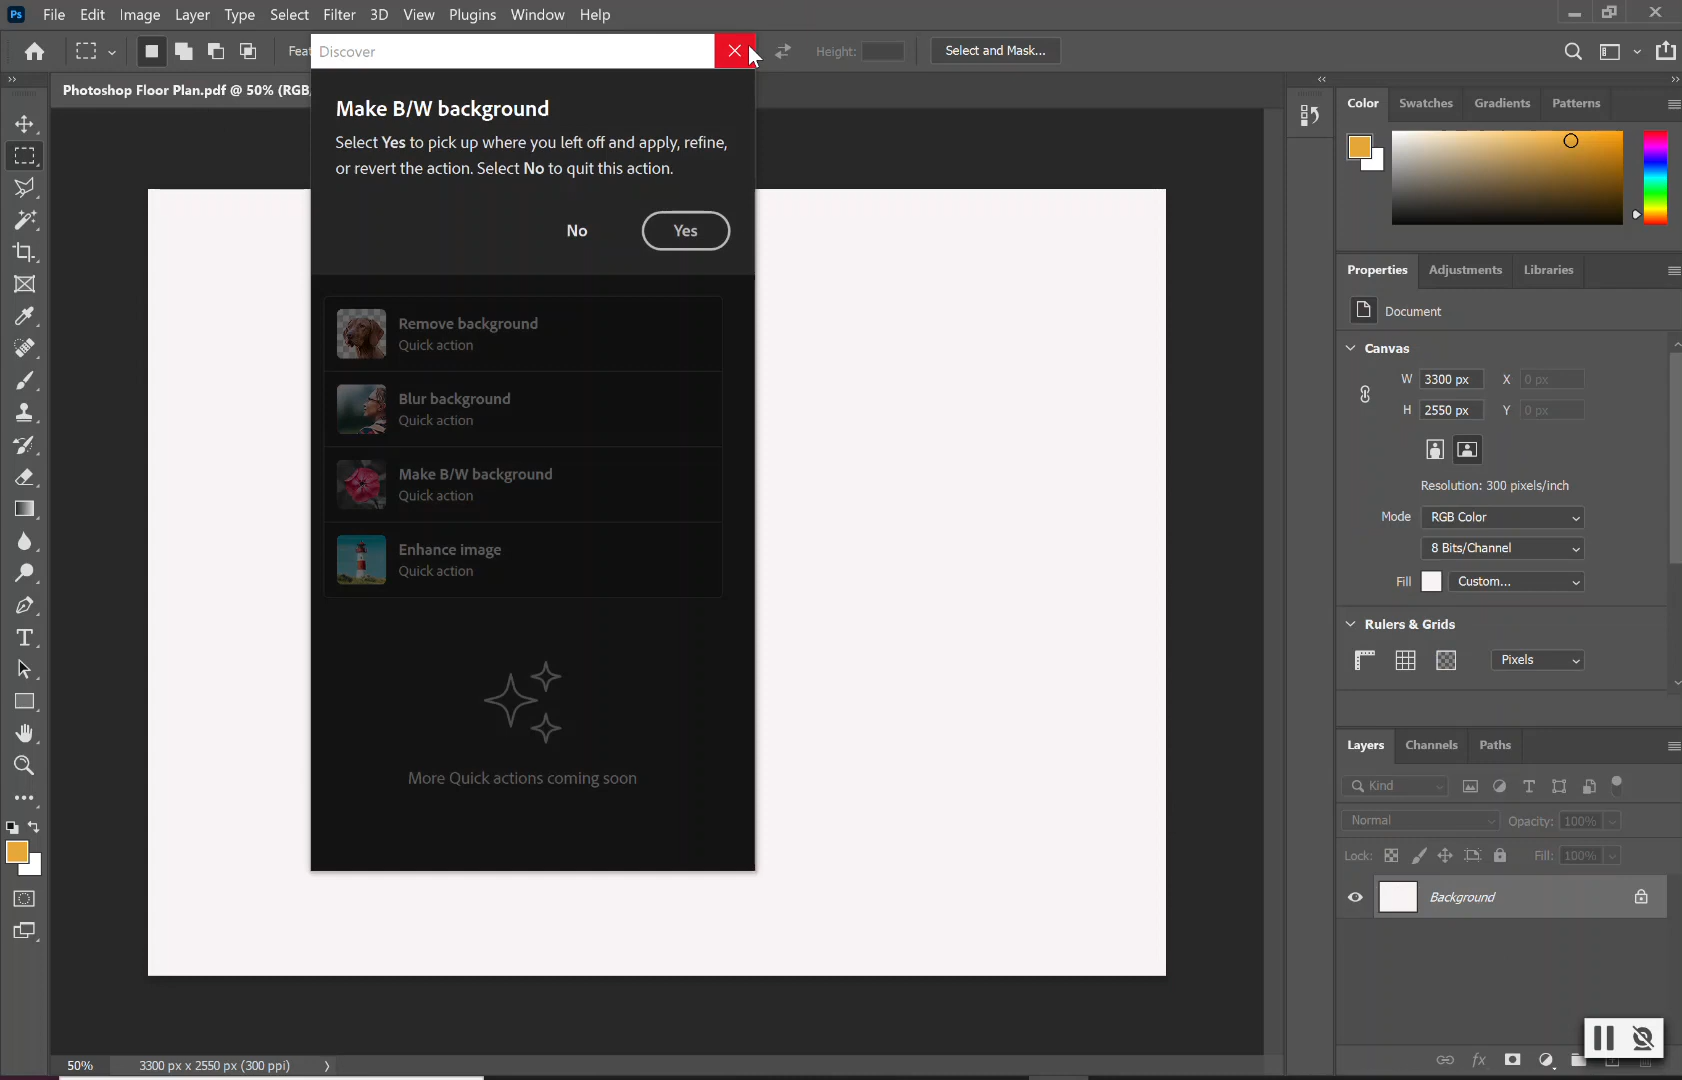 Ps File Edit Image Layer Type Select Filter 3D View Plugins Window Help
Height: Select and Mask...
Discover
Photoshop Floor Plan.pdf @ 50% (RGB
Make B/W background
Select Yes to pick up where you left off and apply, refine,
or revert the action. Select No to quit this action.
No Yes
Remove background
Quick action
Blur background
Quick action
Make B/W background
Quick action
Enhance image
Quick action
More Quick actions coming soon
Color Swatches Gradients Patterns
Properties Adjustments Libraries
Document
Canvas
W 3300 px X 0 px
H 2550 px Y 0 px
Resolution: 300 pixels/inch
Mode RGB Color
8 Bits/Channel
Fill Custom...
Rulers & Grids
Pixels
Layers Channels Paths
Kind
Normal Opacity: 100%
Lock: Fill: 100%
Background
fx
50% 3300 px x 2550 px (300 ppi)